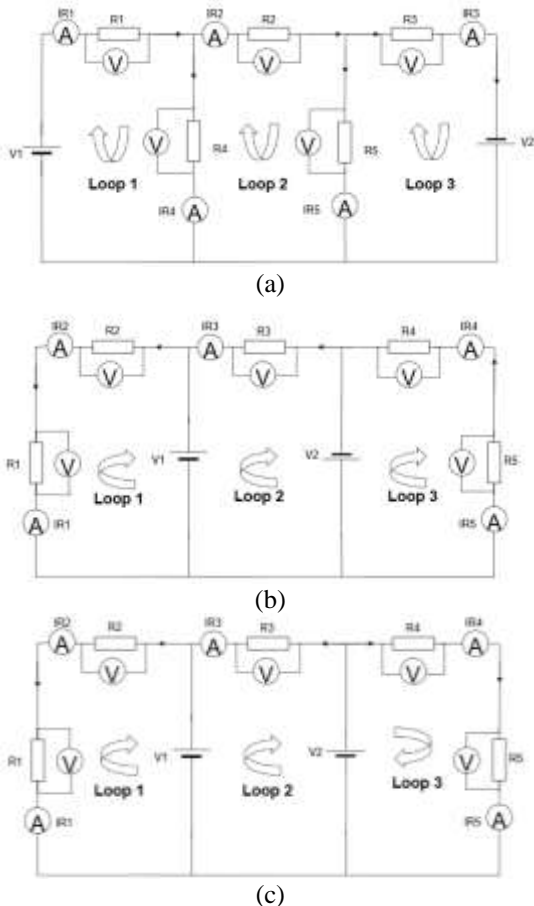 IR1 R1 IR2 R2 R3 IR3
A A A
V V V
V1 V R4 V R5 V2
Loop 1 Loop 2 Loop 3
IR4 A IR5 A
(a)
IR2 R2 IR3 R3 R4 IR4
A A A
V V V
R1 V V1 V2 V R5
Loop 1 Loop 2 Loop 3
A IR1 IR5 A
(b)
IR2 R2 IR3 R3 R4 IR4
A A A
V V V
R1 V V1 V2 V R5
Loop 1 Loop 2 Loop 3
A IR1 IR5 A
(c)